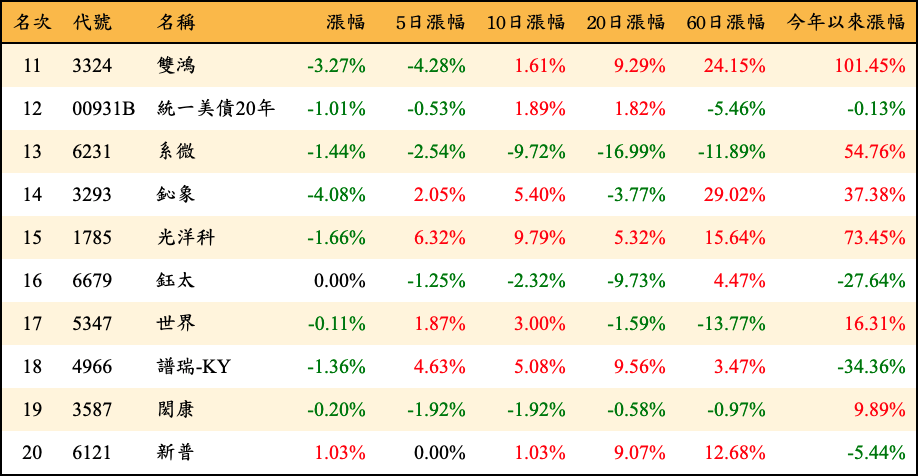 名次 代號 名稱 漲幅 5日漲幅 10日漲幅 20日漲幅 60日漲幅 今年以來漲幅
11 3324 雙鴻 -3.27% -4.28% 1.61% 9.29% 24.15% 101.45%
12 00931B 統一美債20年 -1.01% -0.53% 1.89% 1.82% -5.46% -0.13%
13 6231 系微 -1.44% -2.54% -9.72% -16.99% -11.89% 54.76%
14 3293 鈊象 -4.08% 2.05% 5.40% -3.77% 29.02% 37.38%
15 1785 光洋科 -1.66% 6.32% 9.79% 5.32% 15.64% 73.45%
16 6679 鈺太 0.00% -1.25% -2.32% -9.73% 4.47% -27.64%
17 5347 世界 -0.11% 1.87% 3.00% -1.59% -13.77% 16.31%
18 4966 譜瑞-KY -1.36% 4.63% 5.08% 9.56% 3.47% -34.36%
19 3587 閎康 -0.20% -1.92% -1.92% -0.58% -0.97% 9.89%
20 6121 新普 1.03% 0.00% 1.03% 9.07% 12.68% -5.44%